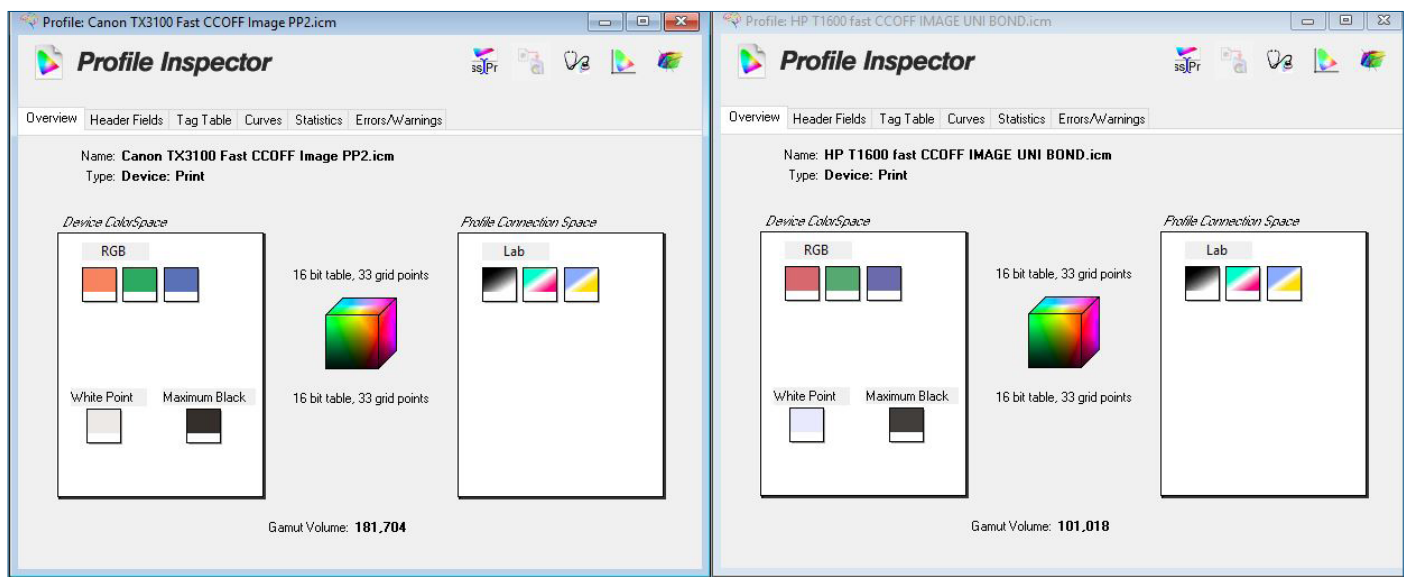 Profile: Canon TX3100 Fast CCOFF Image PP2.icm
Profile Inspector
ss Pr
Overview Header Fields Tag Table Curves Statistics Errors/Warnings
Name: Canon TX3100 Fast CCOFF Image PP2.icm
Type: Device: Print
Device ColorSpace
Profile Connection Space
RGB
Lab
16 bit table, 33 grid points
White Point
Maximum Black
16 bit table, 33 grid points
Gamut Volume: 181,704
Profile: HP T1600 fast CCOFF IMAGE UNI BOND.icm
Profile Inspector
ss Pr
Overview Header Fields Tag Table Curves Statistics Errors/Warnings
Name: HP T1600 fast CCOFF IMAGE UNI BOND.icm
Type: Device: Print
Device ColorSpace
Profile Connection Space
RGB
Lab
16 bit table, 33 grid points
White Point
Maximum Black
16 bit table, 33 grid points
Gamut Volume: 101,018